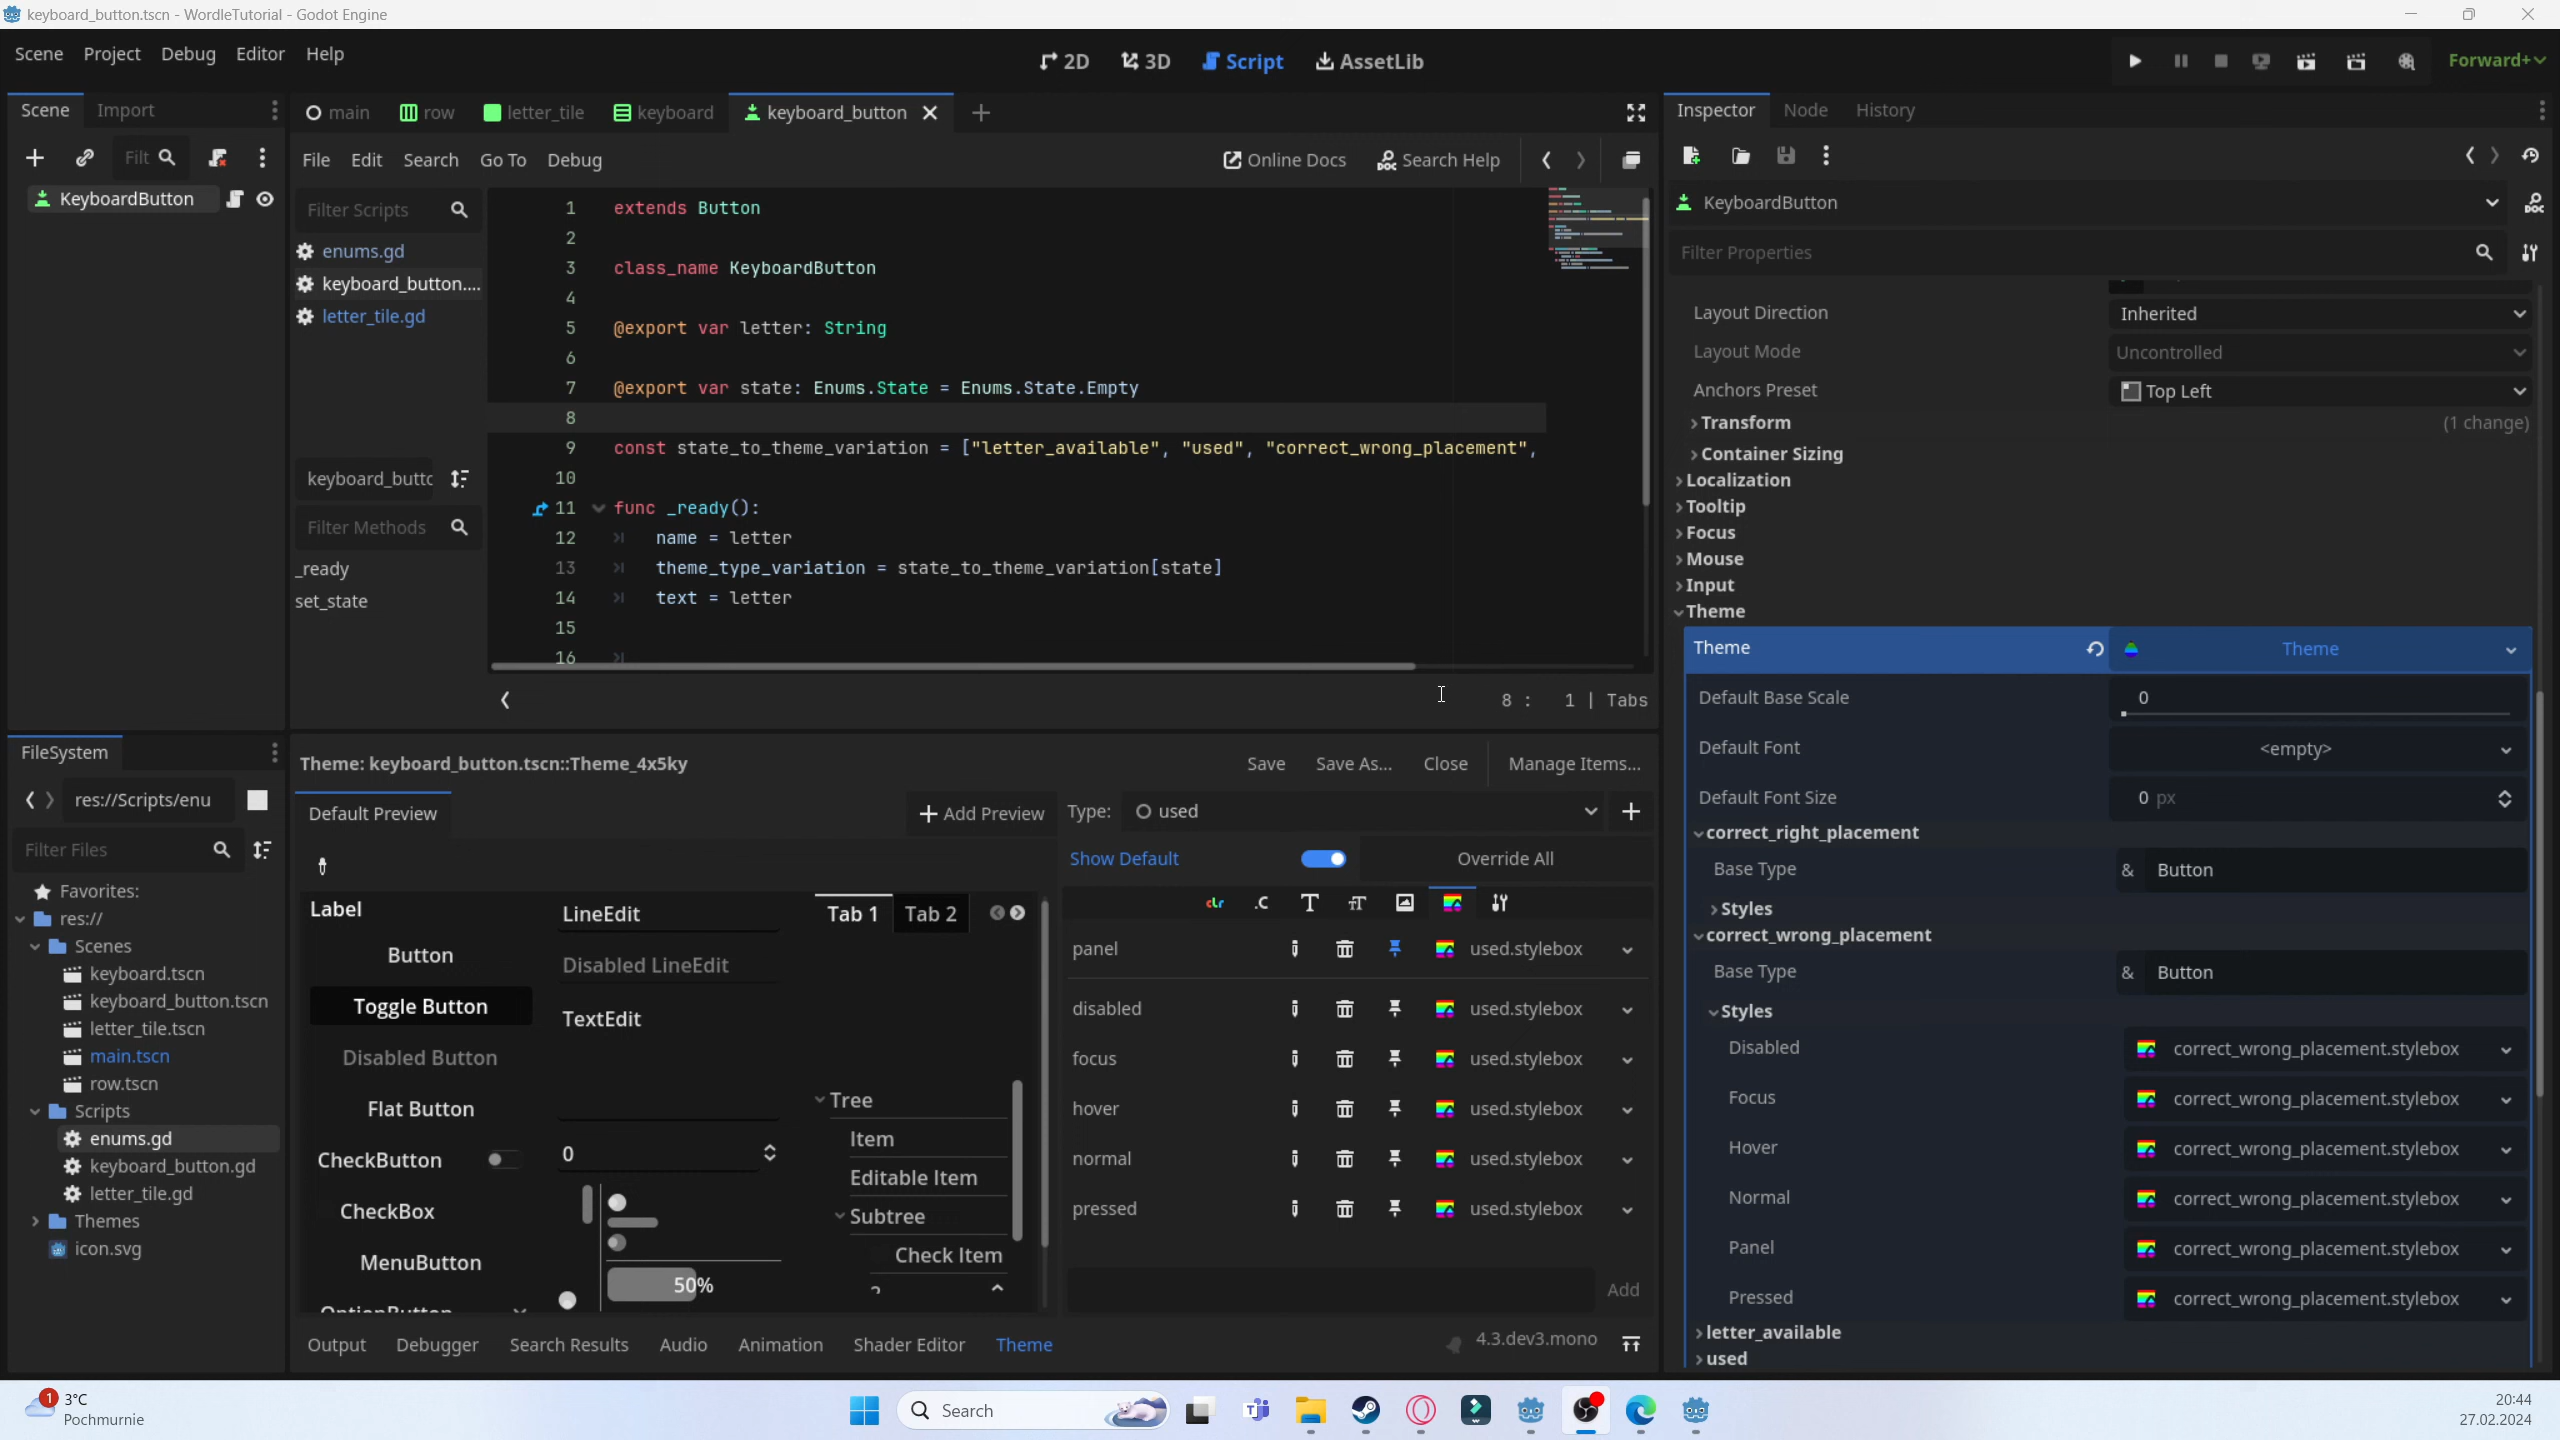 keyboard_button.tscn - WordleTutorial - Godot Engine
Scene Project Debug Editor Help
2D 3D Script AssetLib
Forward+
Scene Import
main row letter_tile keyboard keyboard_button
Inspector Node History
Filt
File Edit Search Go To Debug
Online Docs Search Help
KeyboardButton
Filter Scripts
enums.gd
keyboard_button....
letter_tile.gd
keyboard_butto
Filter Methods
_ready
set_state
1 extends Button
2
3 class_name KeyboardButton
4
5 @export var letter: String
6
7 @export var state: Enums.State = Enums.State.Empty
8
9 const state_to_theme_variation = ["letter_available", "used", "correct_wrong_placement",
10
11 func _ready():
12 name = letter
13 theme_type_variation = state_to_theme_variation[state]
14 text = letter
15
16
8 : 1 | Tabs
KeyboardButton
Filter Properties
Layout Direction Inherited
Layout Mode Uncontrolled
Anchors Preset Top Left
Transform (1 change)
Container Sizing
Localization
Tooltip
Focus
Mouse
Input
Theme
Theme Theme
Default Base Scale 0
Default Font <empty>
Default Font Size 0 px
correct_right_placement
Base Type & Button
Styles
correct_wrong_placement
Base Type & Button
Styles
Disabled correct_wrong_placement.stylebox
Focus correct_wrong_placement.stylebox
Hover correct_wrong_placement.stylebox
Normal correct_wrong_placement.stylebox
Panel correct_wrong_placement.stylebox
Pressed correct_wrong_placement.stylebox
letter_available
used
FileSystem
res://Scripts/enu
Filter Files
Favorites:
res://
Scenes
keyboard.tscn
keyboard_button.tscn
letter_tile.tscn
main.tscn
row.tscn
Scripts
enums.gd
keyboard_button.gd
letter_tile.gd
Themes
icon.svg
Theme: keyboard_button.tscn::Theme_4x5ky
Save Save As... Close Manage Items...
Default Preview
Add Preview
Label
Button
Toggle Button
Disabled Button
Flat Button
CheckButton
CheckBox
MenuButton
OptionButton
LineEdit
Disabled LineEdit
TextEdit
0
50%
Tab 1 Tab 2
Tree
Item
Editable Item
Subtree
Check Item
Type: used
Show Default Override All
panel used.stylebox
disabled used.stylebox
focus used.stylebox
hover used.stylebox
normal used.stylebox
pressed used.stylebox
Add
Output Debugger Search Results Audio Animation Shader Editor Theme
4.3.dev3.mono
1
3°C
Pochmurnie
Search
20:44
27.02.2024